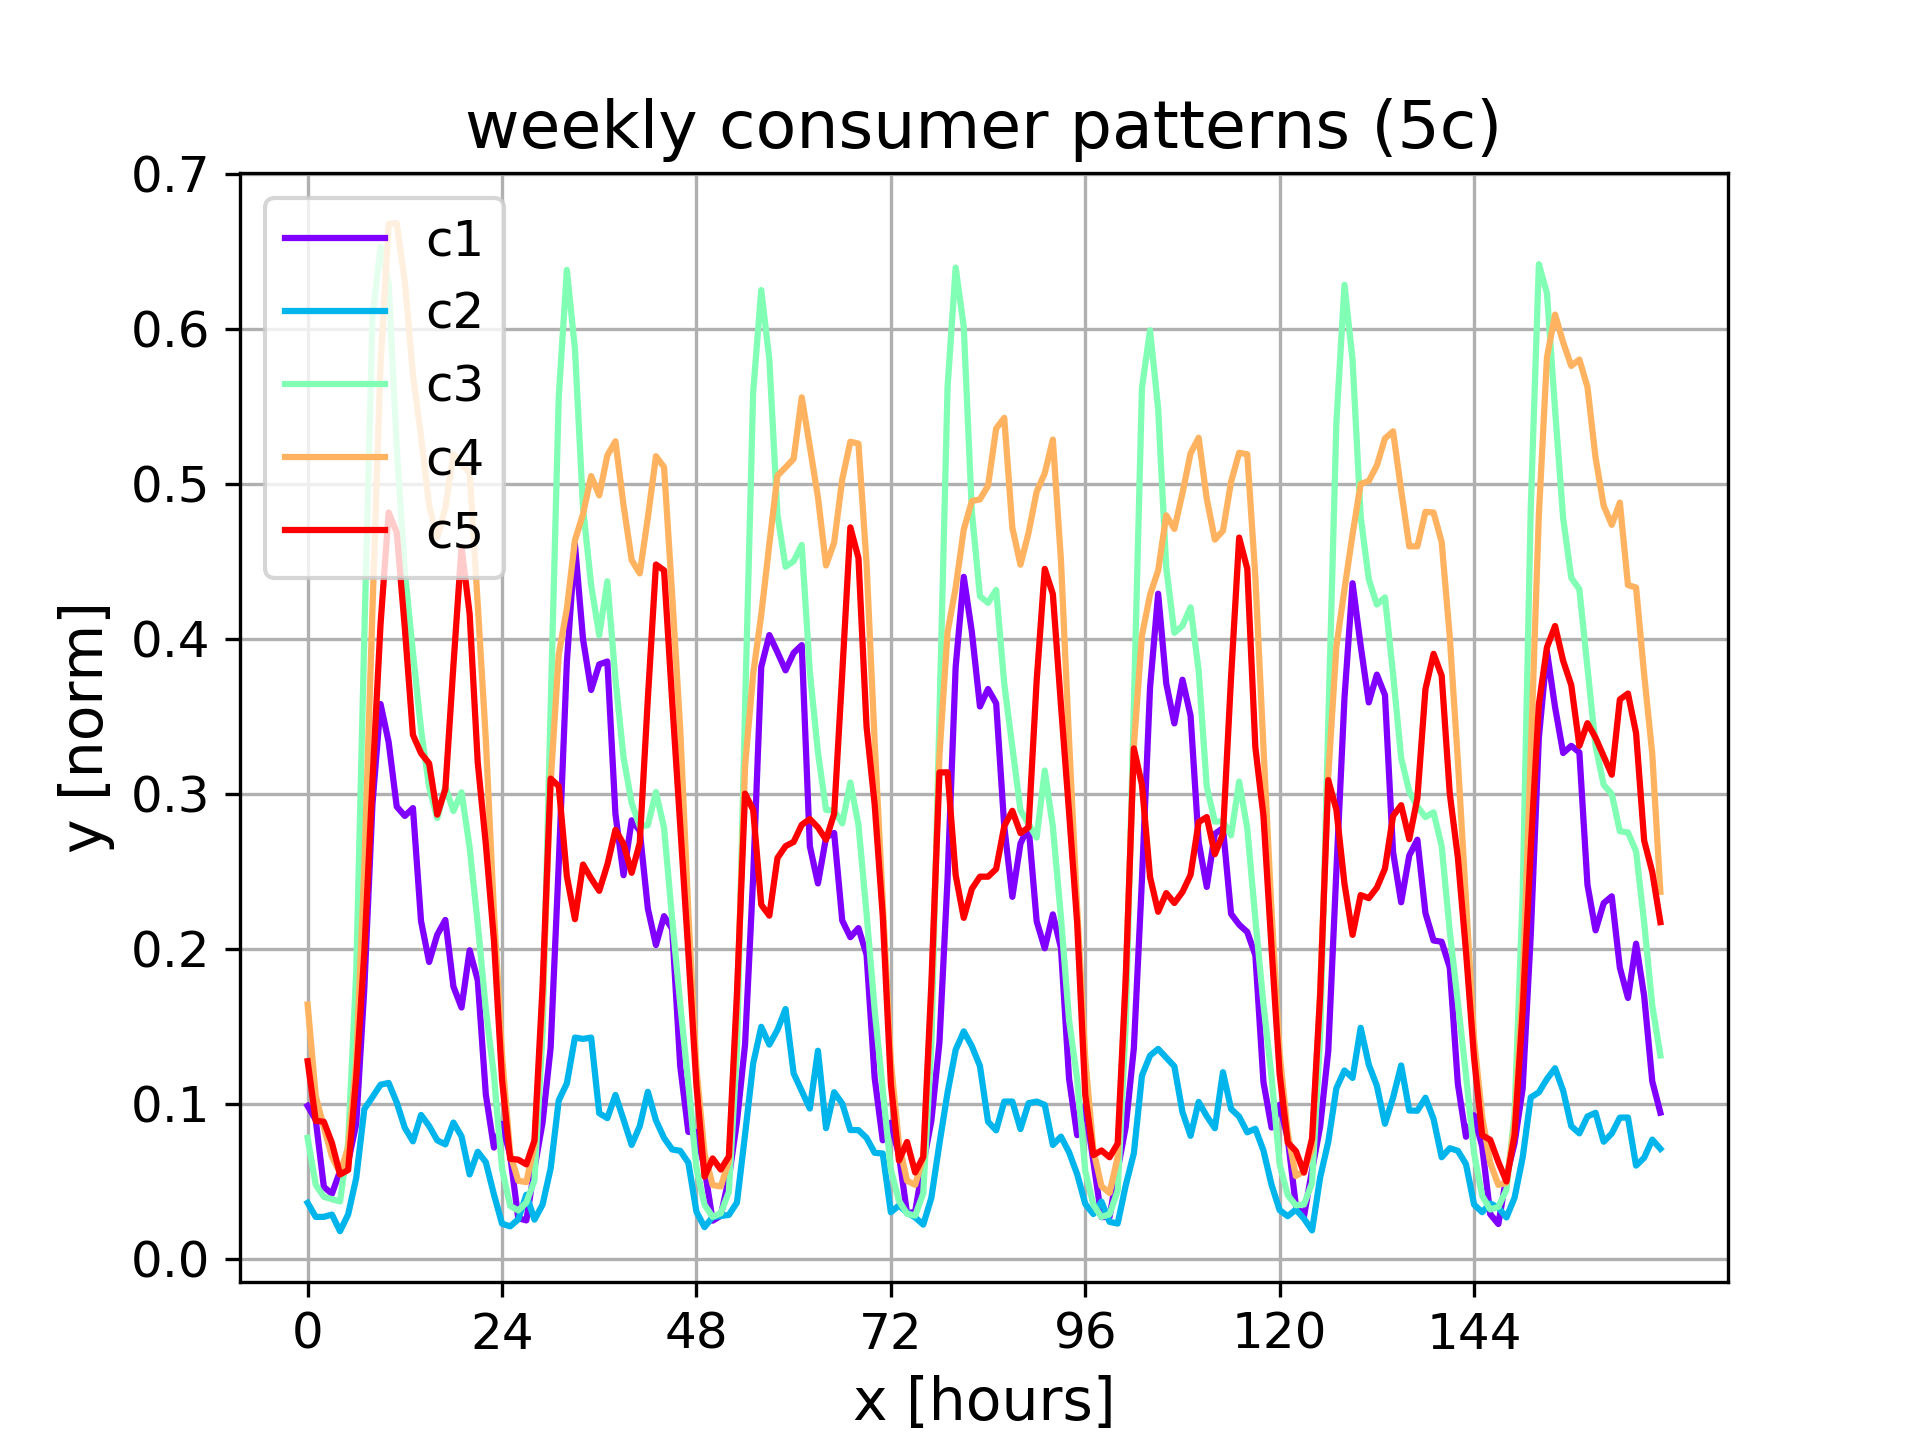 weekly consumer patterns (5c)
0.7
0.6
0.5
0.4
0.3
0.2
0.1
0.0
y [norm]
c1
c2
c3
c4
c5
0 24 48 72 96 120 144
x [hours]